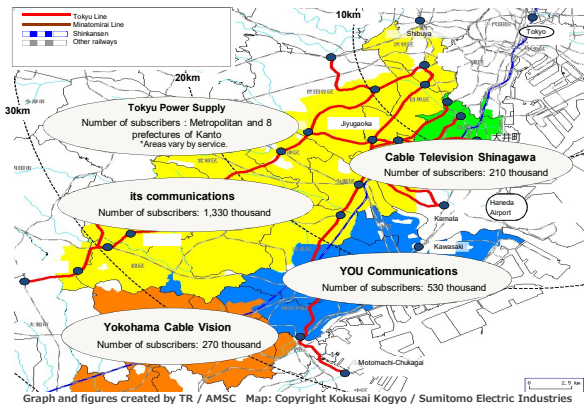 Tokyu Line
Minatomirai Line
Shinkansen
Other railways
10km
Shibuya
Tokyo
20km
30km
Tokyu Power Supply
Number of subscribers : Metropolitan and 8
prefectures of Kanto
*Areas vary by service.
Jiyugaoka
大井町
Cable Television Shinagawa
Number of subscribers: 210 thousand
its communications
Number of subscribers: 1,330 thousand
Kamata
Haneda
Airport
Kawasaki
YOU Communications
Number of subscribers: 530 thousand
Yokohama Cable Vision
Number of subscribers: 270 thousand
Motomachi-Chukagai
0
2.5 km
Graph and figures created by TR / AMSC Map: Copyright Kokusai Kogyo / Sumitomo Electric Industries